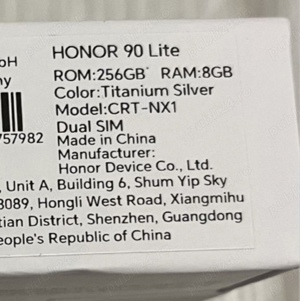 HONOR 90 Lite
ROM:256GB* RAM:8GB
Color:Titanium Silver
Model:CRT-NX1
Dual SIM
757982
Made in China
Manufacturer:
Honor Device Co., Ltd.
, Unit A, Building 6, Shum Yip Sky
8089, Hongli West Road, Xiangmihu
tian District, Shenzhen, Guangdong
eople's Republic of China